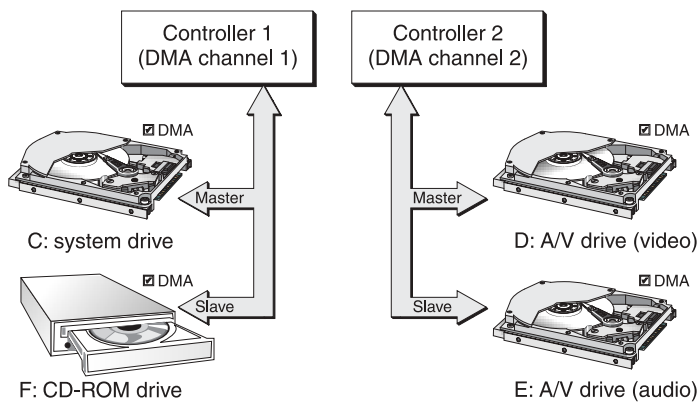 Controller 1
(DMA channel 1)
Controller 2
(DMA channel 2)
DMA
DMA
Master
Master
C: system drive
D: A/V drive (video)
DMA
DMA
Slave
Slave
F: CD-ROM drive
E: A/V drive (audio)